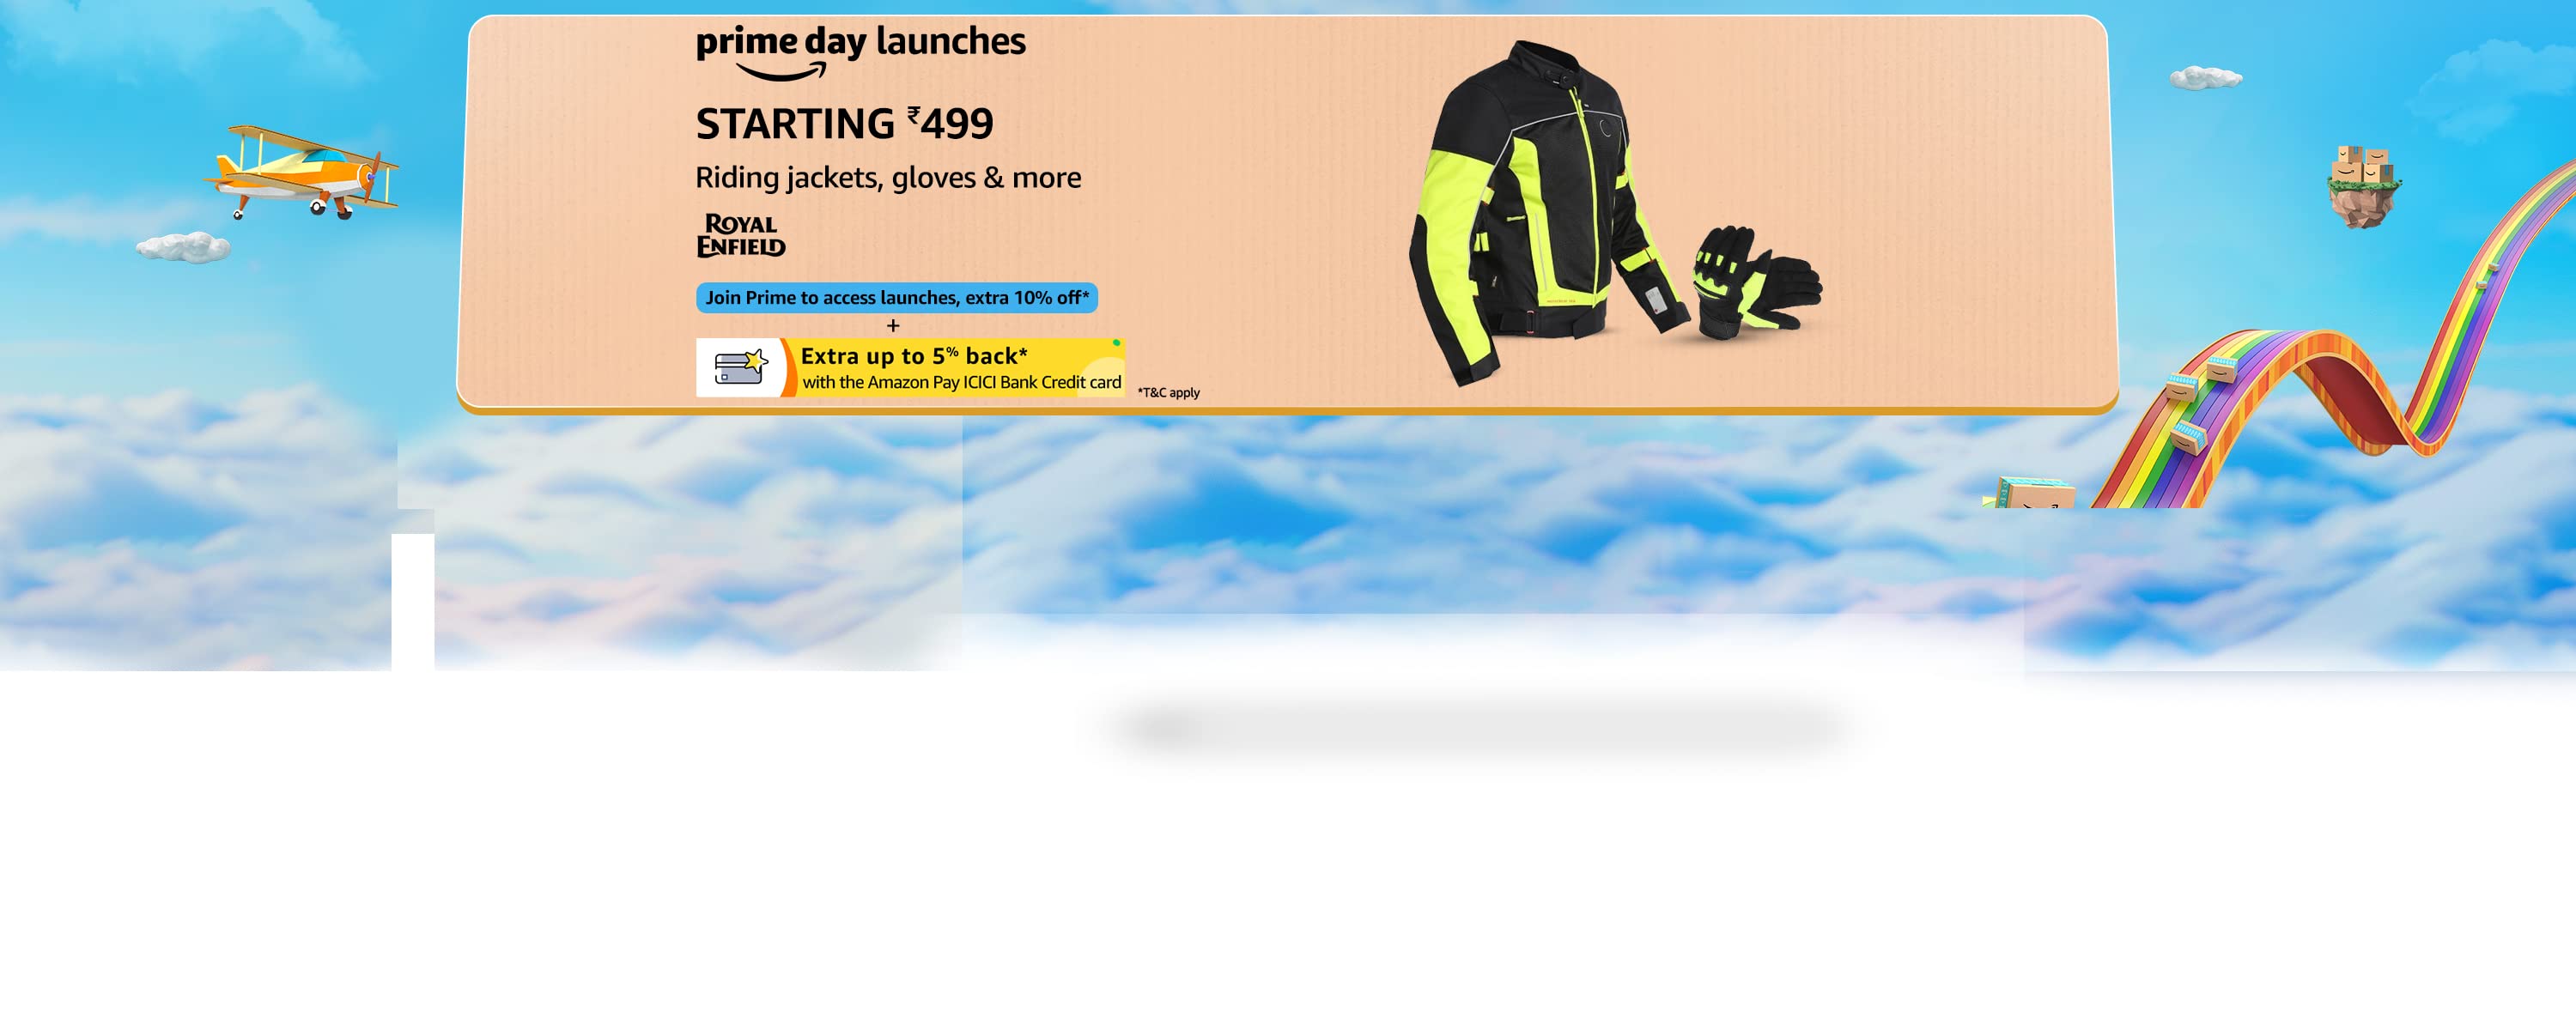 prime day launches
STARTING ₹499
Riding jackets, gloves & more
ROYAL
ENFIELD
Join Prime to access launches, extra 10% off*
+
Extra up to 5% back*
with the Amazon Pay ICICI Bank Credit card
*T&C apply